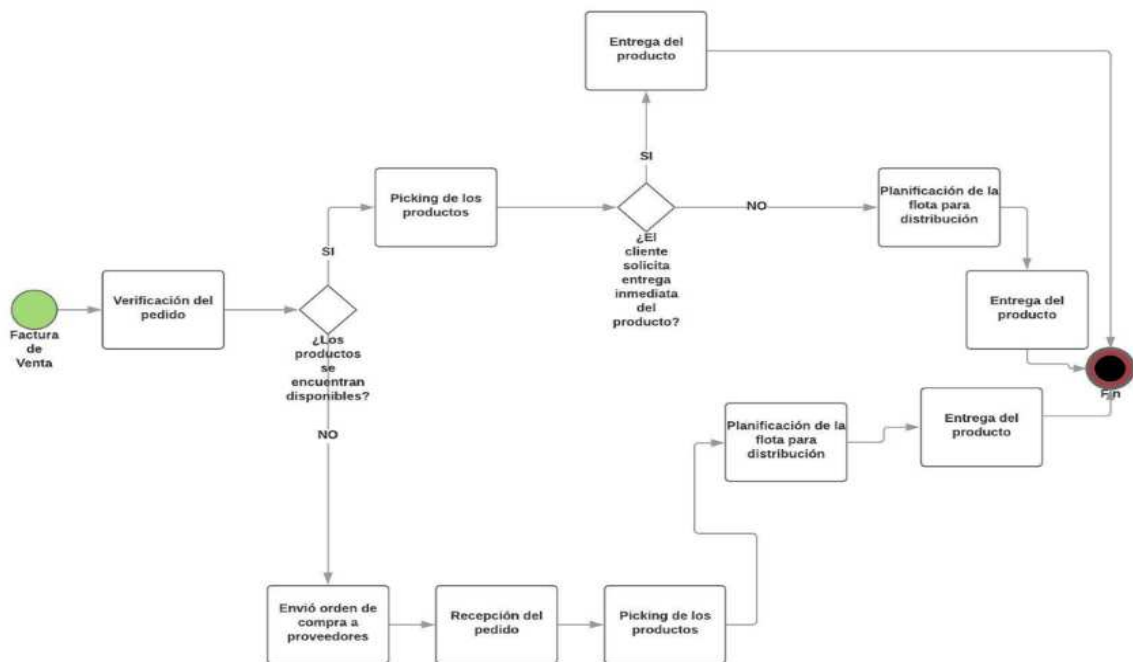 Entrega del
producto
SI
Picking de los
productos
NO
Planificación de la
flota para
distribución
¿El
cliente
solicita
entrega
inmediata
del
producto?
SI
Verificación del
pedido
Entrega del
producto
Factura
de
Venta
¿Los
productos
se
encuentran
disponibles?
Fin
NO
Planificación de la
flota para
distribución
Entrega del
producto
Envió orden de
compra a
proveedores
Recepción del
pedido
Picking de los
productos